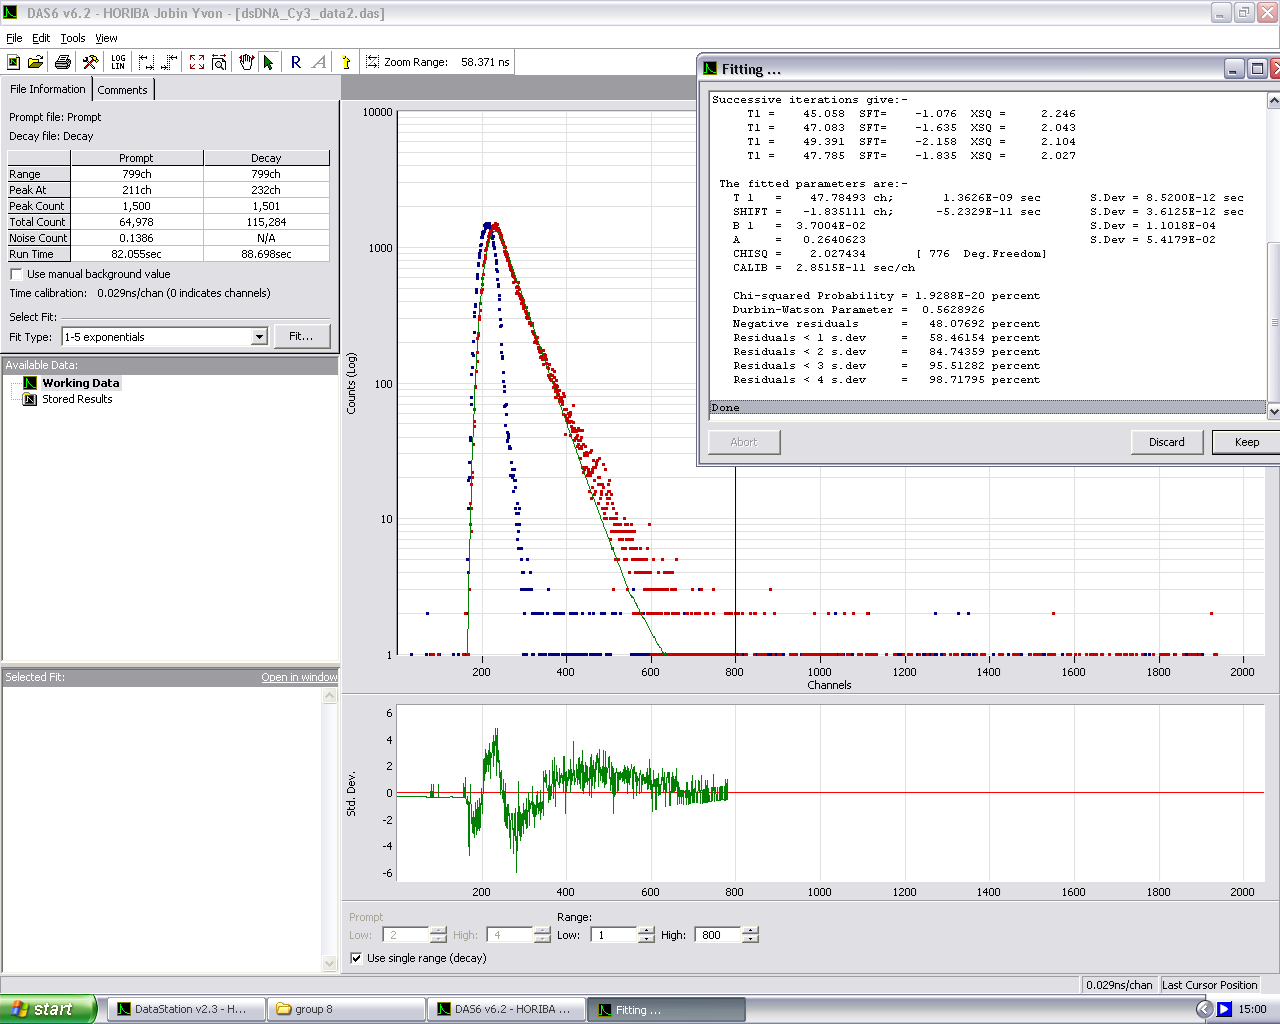 DAS6 v6.2 - HORIBA Jobin Yvon - [dsDNA_Cy3_data2.das]
File Edit Tools View
LOG LIN R A Zoom Range: 58.371 ns
File Information Comments
Prompt file: Prompt
Decay file: Decay
Prompt Decay
Range 799ch 799ch
Peak At 211ch 232ch
Peak Count 1,500 1,501
Total Count 64,978 115,284
Noise Count 0.1386 N/A
Run Time 82.055sec 88.698sec
Use manual background value
Time calibration: 0.029ns/chan (0 indicates channels)
Select Fit:
Fit Type: 1-5 exponentials Fit...
Available Data:
Working Data
Stored Results
Selected Fit: Open in window
10000
1000
100
10
1
Counts (Log)
200 400 600 800 1000 1200 1400 1600 1800 2000
Channels
6
4
2
0
-2
-4
-6
Std. Dev.
200 400 600 800 1000 1200 1400 1600 1800 2000
Prompt Range:
Low: 2 High: 4 Low: 1 High: 800
Use single range (decay)
Fitting ...
Successive iterations give:-
T1 = 45.058 SFT= -1.076 XSQ = 2.246
T1 = 47.083 SFT= -1.635 XSQ = 2.043
T1 = 49.391 SFT= -2.158 XSQ = 2.104
T1 = 47.785 SFT= -1.835 XSQ = 2.027
The fitted parameters are:-
T 1 = 47.78493 ch; 1.3626E-09 sec S.Dev = 8.5200E-12 sec
SHIFT = -1.835111 ch; -5.2329E-11 sec S.Dev = 3.6125E-12 sec
B 1 = 3.7004E-02 S.Dev = 1.1018E-04
A = 0.2640623 S.Dev = 5.4179E-02
CHISQ = 2.027434 [ 776 Deg.Freedom]
CALIB = 2.8515E-11 sec/ch
Chi-squared Probability = 1.9288E-20 percent
Durbin-Watson Parameter = 0.5628926
Negative residuals = 48.07692 percent
Residuals < 1 s.dev = 58.46154 percent
Residuals < 2 s.dev = 84.74359 percent
Residuals < 3 s.dev = 95.51282 percent
Residuals < 4 s.dev = 98.71795 percent
Done
Abort Discard Keep
0.029ns/chan Last Cursor Position
start DataStation v2.3 - H... group 8 DAS6 v6.2 - HORIBA ... Fitting ... 15:00